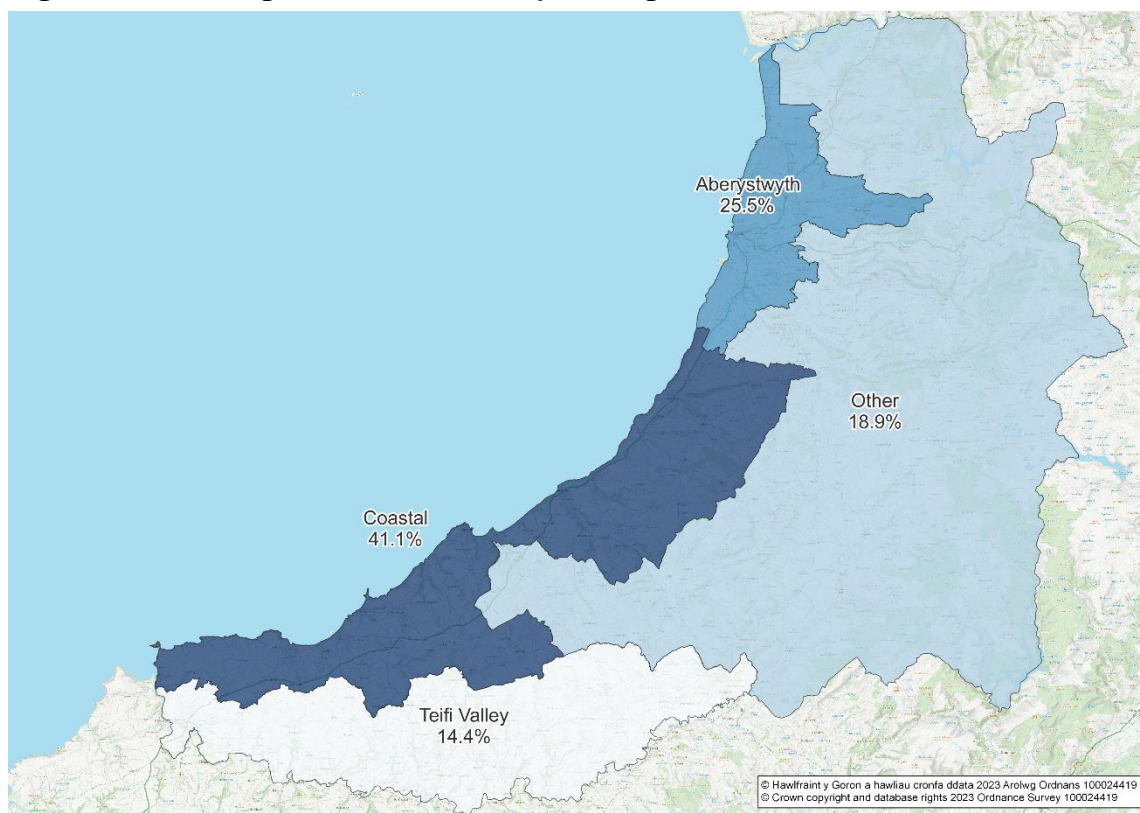 Aberystwyth
25.5%
Other
18.9%
Coastal
41.1%
Teifi Valley
14.4%
© Hawlfraint y Goron a hawliau cronfa ddata 2023 Arolwg Ordnans 100024419
© Crown copyright and database rights 2023 Ordnance Survey 100024419